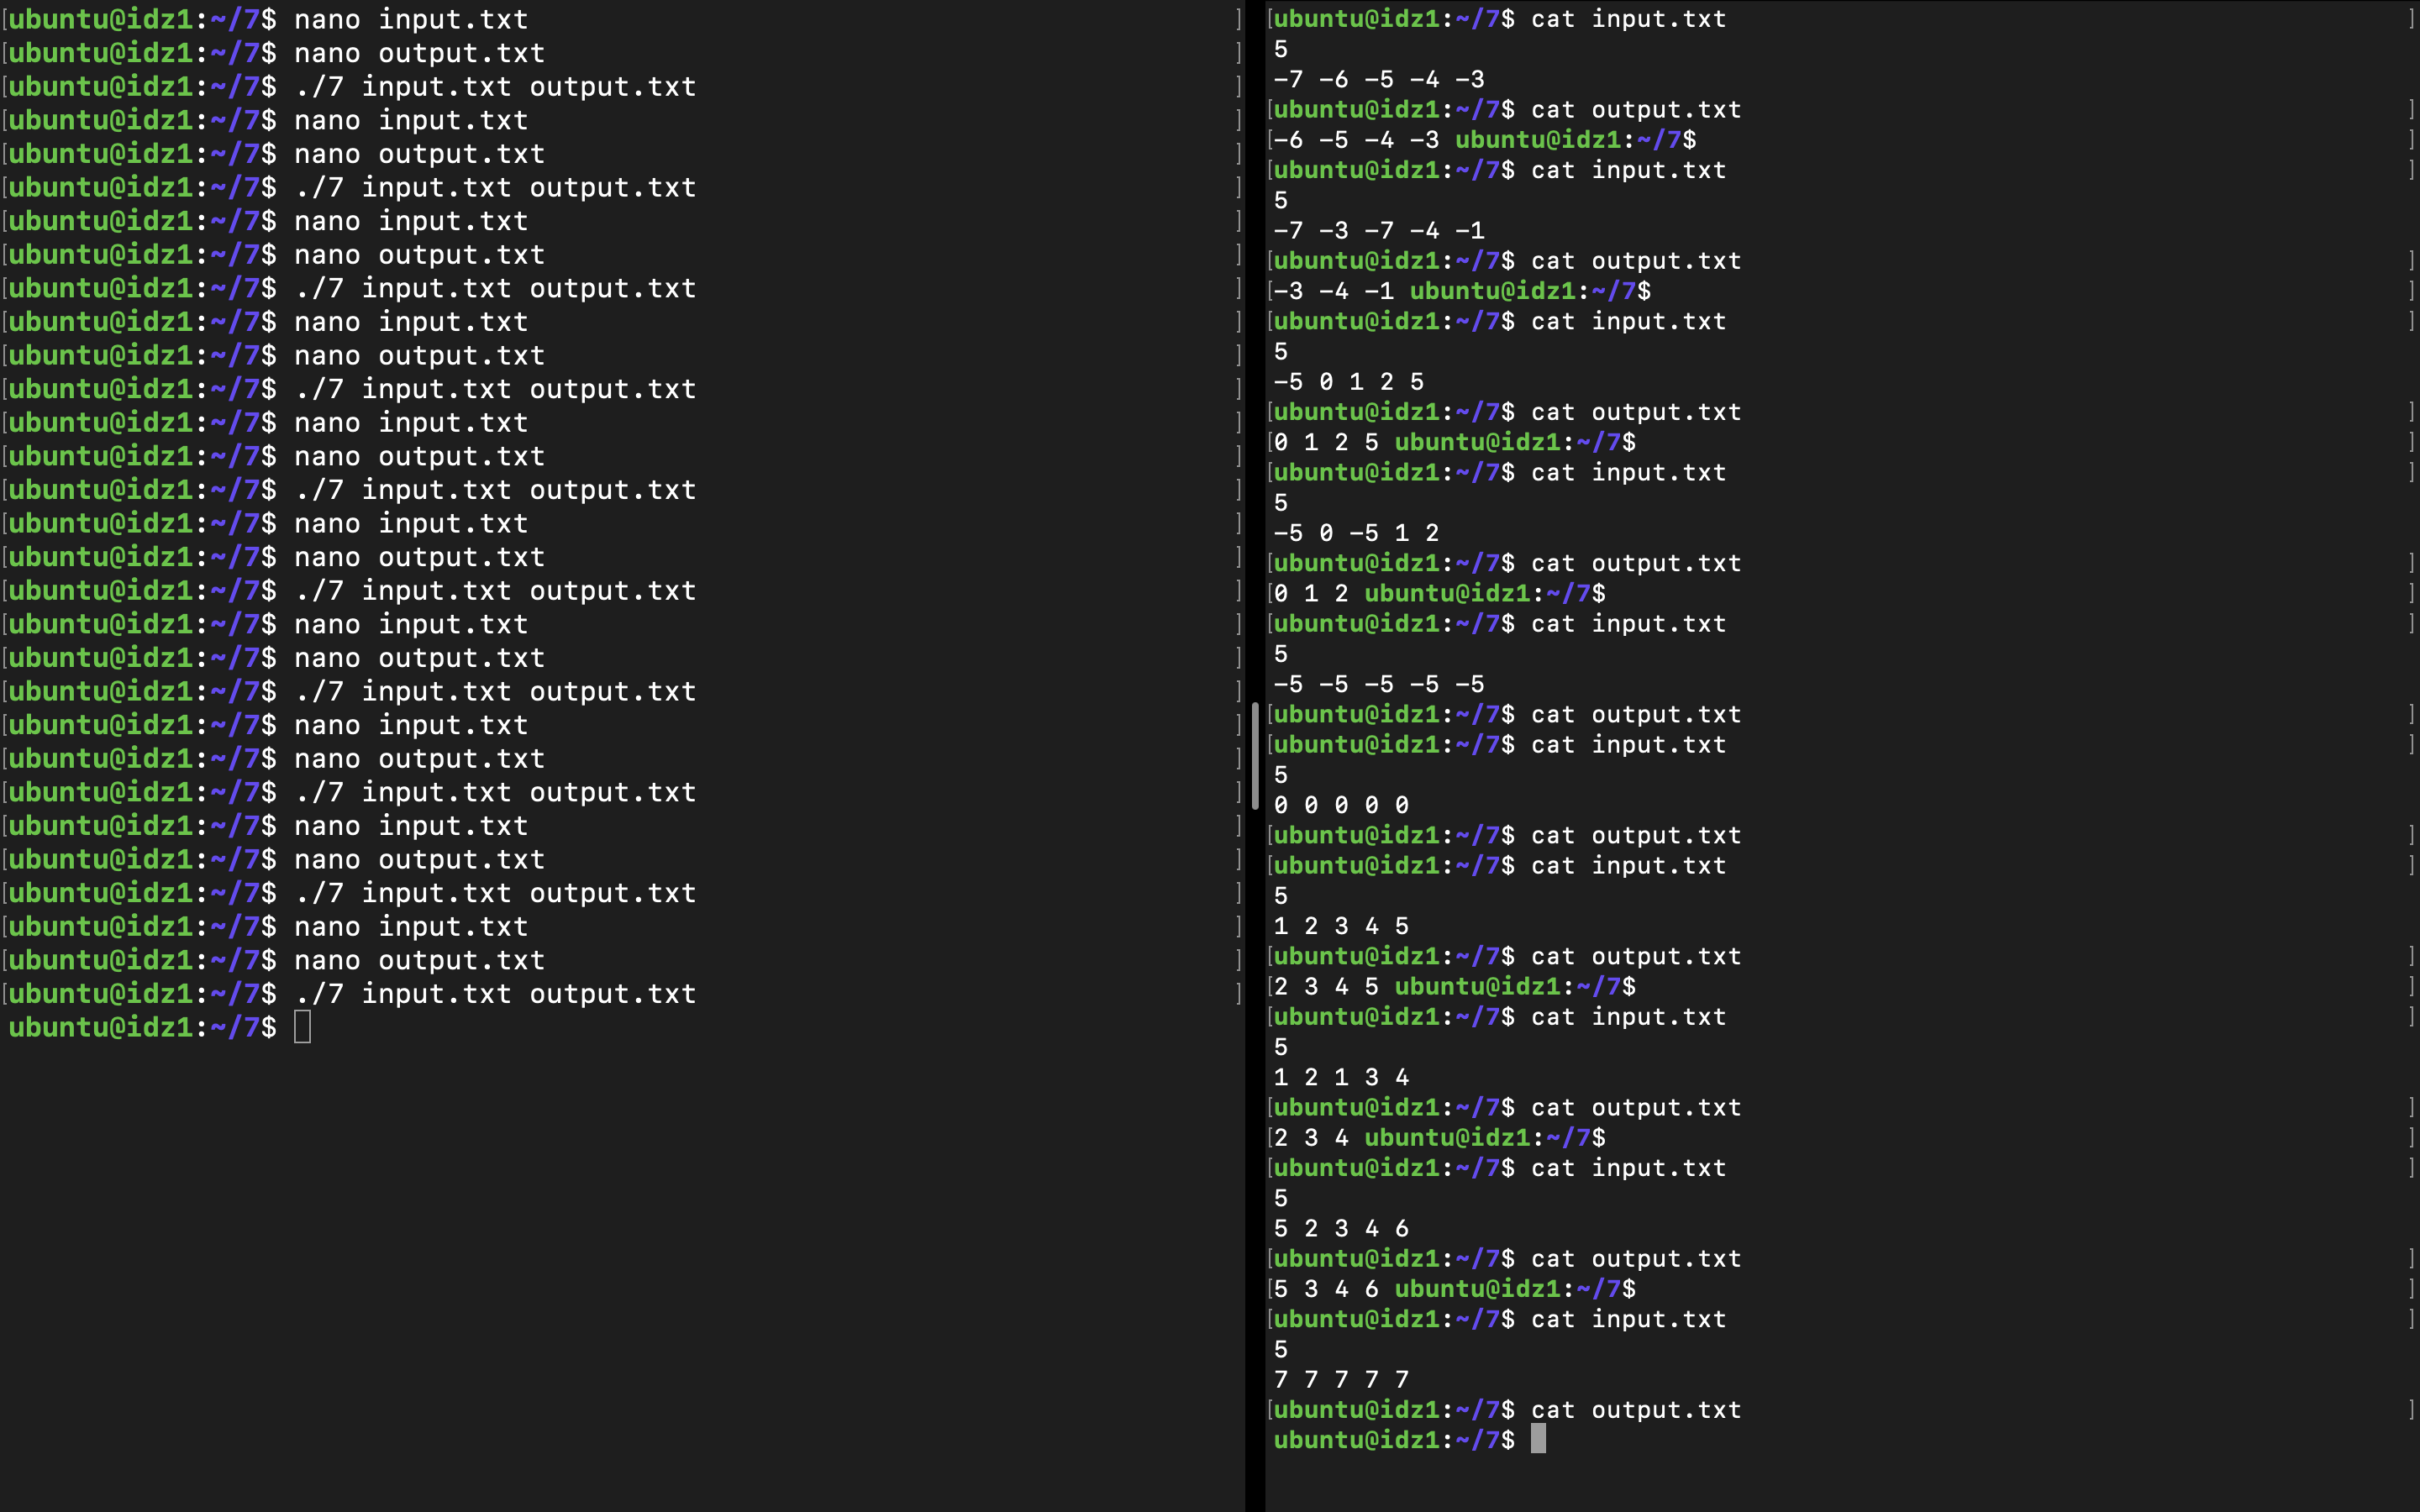 ubuntu@idz1:~/7$ nano input.txt
ubuntu@idz1:~/7$ nano output.txt
ubuntu@idz1:~/7$ ./7 input.txt output.txt
ubuntu@idz1:~/7$ nano input.txt
ubuntu@idz1:~/7$ nano output.txt
ubuntu@idz1:~/7$ ./7 input.txt output.txt
ubuntu@idz1:~/7$ nano input.txt
ubuntu@idz1:~/7$ nano output.txt
ubuntu@idz1:~/7$ ./7 input.txt output.txt
ubuntu@idz1:~/7$ nano input.txt
ubuntu@idz1:~/7$ nano output.txt
ubuntu@idz1:~/7$ ./7 input.txt output.txt
ubuntu@idz1:~/7$ nano input.txt
ubuntu@idz1:~/7$ nano output.txt
ubuntu@idz1:~/7$ ./7 input.txt output.txt
ubuntu@idz1:~/7$ nano input.txt
ubuntu@idz1:~/7$ nano output.txt
ubuntu@idz1:~/7$ ./7 input.txt output.txt
ubuntu@idz1:~/7$ nano input.txt
ubuntu@idz1:~/7$ nano output.txt
ubuntu@idz1:~/7$ ./7 input.txt output.txt
ubuntu@idz1:~/7$ nano input.txt
ubuntu@idz1:~/7$ nano output.txt
ubuntu@idz1:~/7$ ./7 input.txt output.txt
ubuntu@idz1:~/7$ nano input.txt
ubuntu@idz1:~/7$ nano output.txt
ubuntu@idz1:~/7$ ./7 input.txt output.txt
ubuntu@idz1:~/7$ nano input.txt
ubuntu@idz1:~/7$ nano output.txt
ubuntu@idz1:~/7$ ./7 input.txt output.txt
ubuntu@idz1:~/7$
ubuntu@idz1:~/7$ cat input.txt
5
-7 -6 -5 -4 -3
ubuntu@idz1:~/7$ cat output.txt
-6 -5 -4 -3 ubuntu@idz1:~/7$
ubuntu@idz1:~/7$ cat input.txt
5
-7 -3 -7 -4 -1
ubuntu@idz1:~/7$ cat output.txt
-3 -4 -1 ubuntu@idz1:~/7$
ubuntu@idz1:~/7$ cat input.txt
5
-5 0 1 2 5
ubuntu@idz1:~/7$ cat output.txt
0 1 2 5 ubuntu@idz1:~/7$
ubuntu@idz1:~/7$ cat input.txt
5
-5 0 -5 1 2
ubuntu@idz1:~/7$ cat output.txt
0 1 2 ubuntu@idz1:~/7$
ubuntu@idz1:~/7$ cat input.txt
5
-5 -5 -5 -5 -5
ubuntu@idz1:~/7$ cat output.txt
ubuntu@idz1:~/7$ cat input.txt
5
0 0 0 0 0
ubuntu@idz1:~/7$ cat output.txt
ubuntu@idz1:~/7$ cat input.txt
5
1 2 3 4 5
ubuntu@idz1:~/7$ cat output.txt
2 3 4 5 ubuntu@idz1:~/7$
ubuntu@idz1:~/7$ cat input.txt
5
1 2 1 3 4
ubuntu@idz1:~/7$ cat output.txt
2 3 4 ubuntu@idz1:~/7$
ubuntu@idz1:~/7$ cat input.txt
5
5 2 3 4 6
ubuntu@idz1:~/7$ cat output.txt
5 3 4 6 ubuntu@idz1:~/7$
ubuntu@idz1:~/7$ cat input.txt
5
7 7 7 7 7
ubuntu@idz1:~/7$ cat output.txt
ubuntu@idz1:~/7$